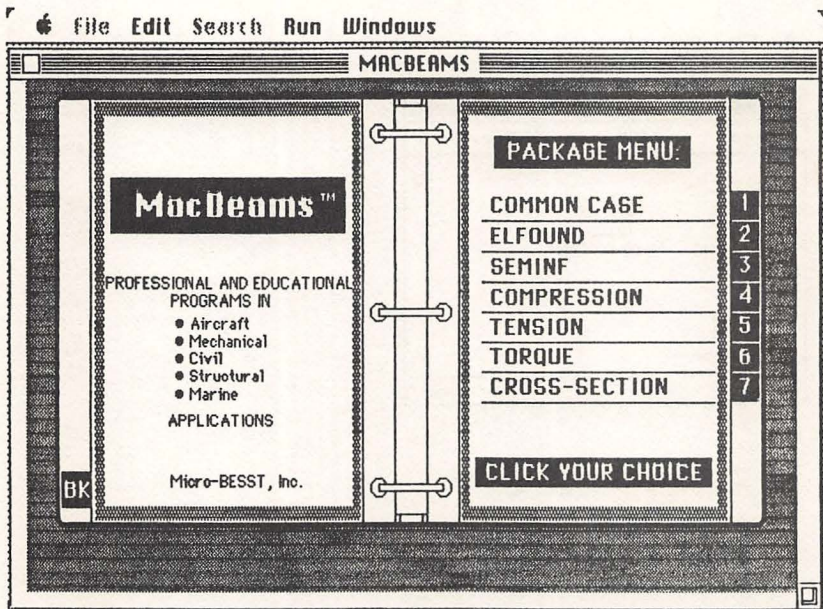 File Edit Search Run Windows
MACBEAMS
MacBeams™
PROFESSIONAL AND EDUCATIONAL
PROGRAMS IN
• Aircraft
• Mechanical
• Civil
• Structural
• Marine
APPLICATIONS
Micro-BESST, Inc.
BK
PACKAGE MENU:
COMMON CASE 1
ELFOUND 2
SEMINF 3
COMPRESSION 4
TENSION 5
TORQUE 6
CROSS-SECTION 7
CLICK YOUR CHOICE